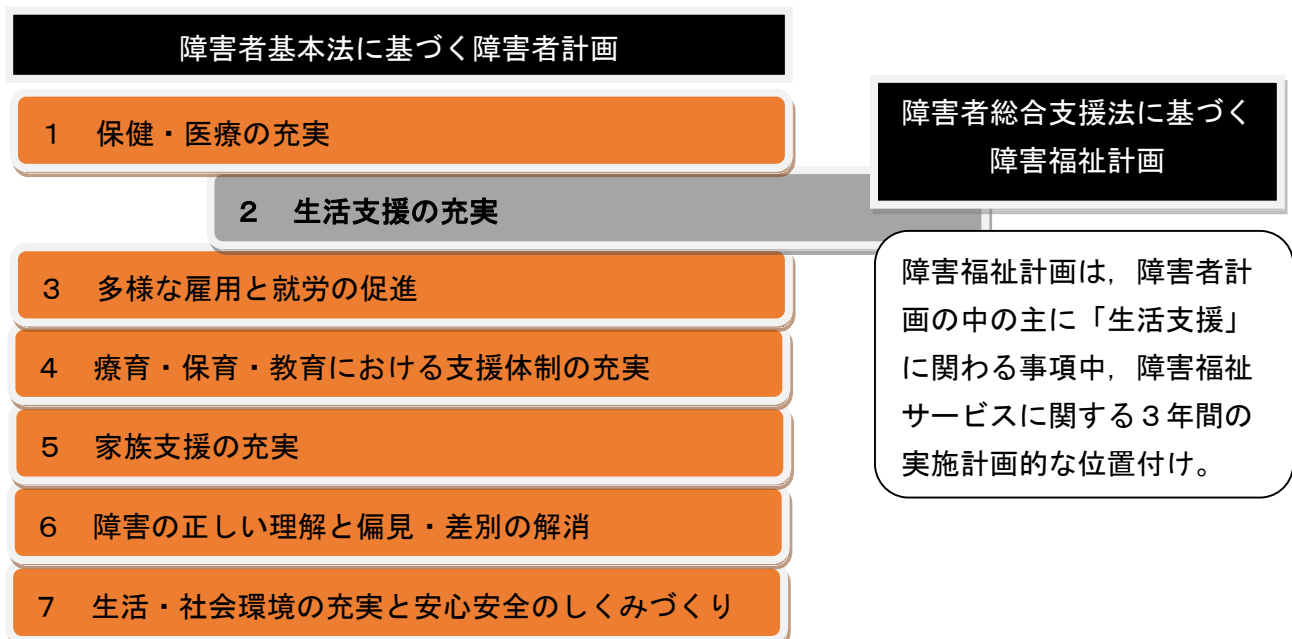 障害者基本法に基づく障害者計画
1 保健・医療の充実
2 生活支援の充実
3 多様な雇用と就労の促進
4 療育・保育・教育における支援体制の充実
5 家族支援の充実
6 障害の正しい理解と偏見・差別の解消
7 生活・社会環境の充実と安心安全のしくみづくり
障害者総合支援法に基づく
障害福祉計画
障害福祉計画は，障害者計
画の中の主に「生活支援」
に関わる事項中，障害福祉
サービスに関する３年間の
実施計画的な位置付け。